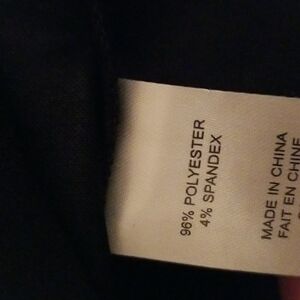 96% POLYESTER
4% SPANDEX
MADE IN CHINA
FAIT EN CHINE